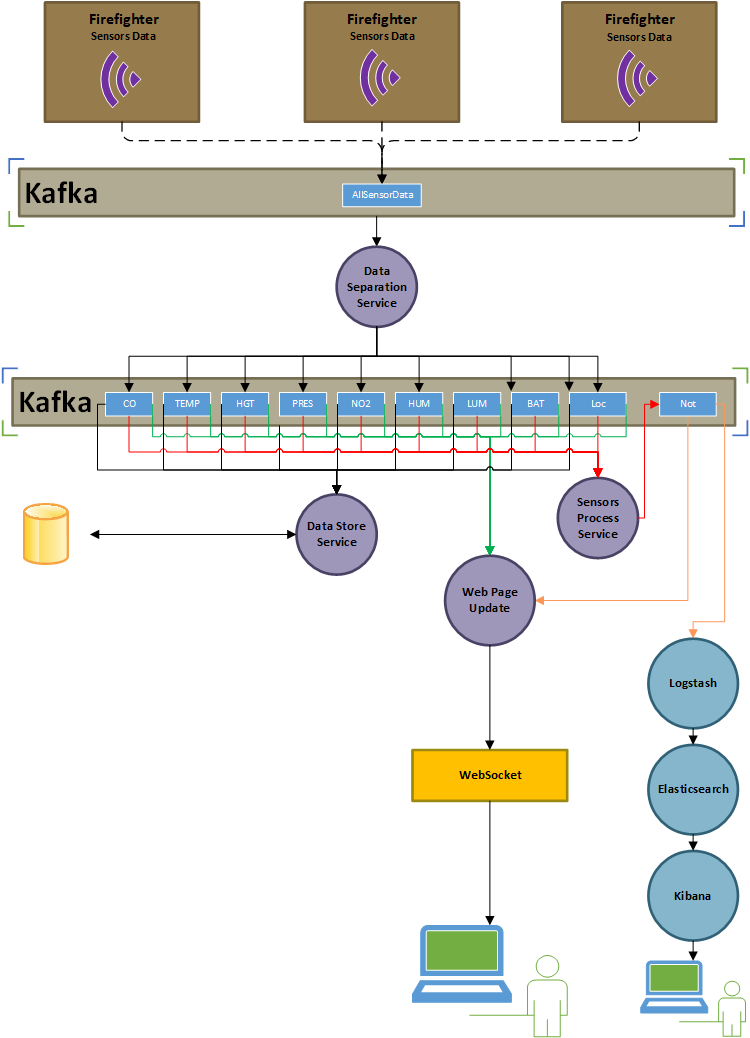 Firefighter
Sensors Data
Firefighter
Sensors Data
Firefighter
Sensors Data
Kafka
AllSensorData
Data
Separation
Service
Kafka
CO
TEMP
HGT
PRES
NO2
HUM
LUM
BAT
Loc
Not
Data Store
Service
Sensors
Process
Service
Web Page
Update
Logstash
WebSocket
Elasticsearch
Kibana